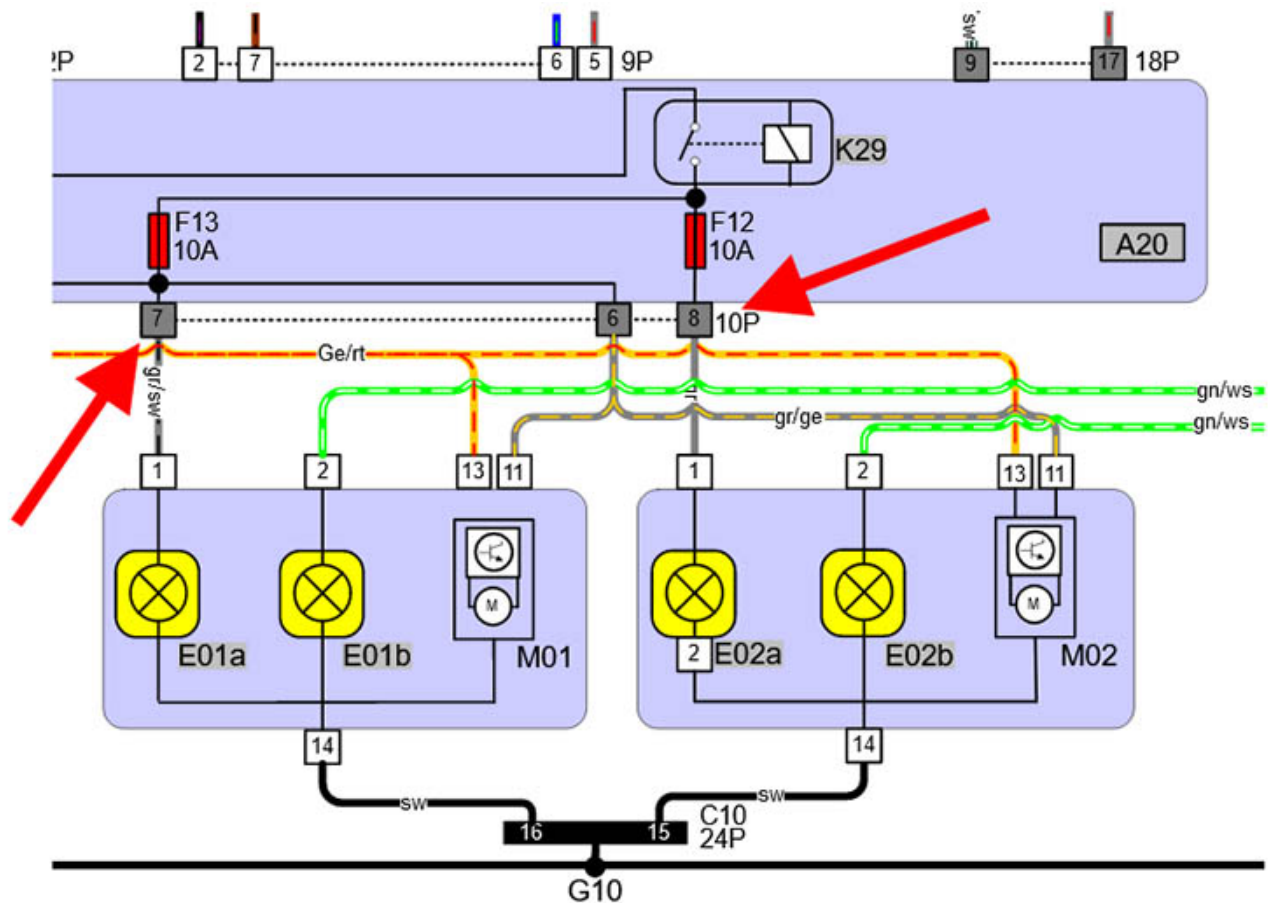 2P
2
7
6
5
9P
'sw
9
17
18P
K29
F13
10A
F12
10A
A20
7
6
8
10P
Ge/rt
gr/sw
gr
gr/ge
gn/ws
gn/ws
1
2
13
11
1
2
13
11
M
M
E01a
E01b
M01
2
E02a
E02b
M02
14
14
sw
sw
C10
16
15
24P
G10